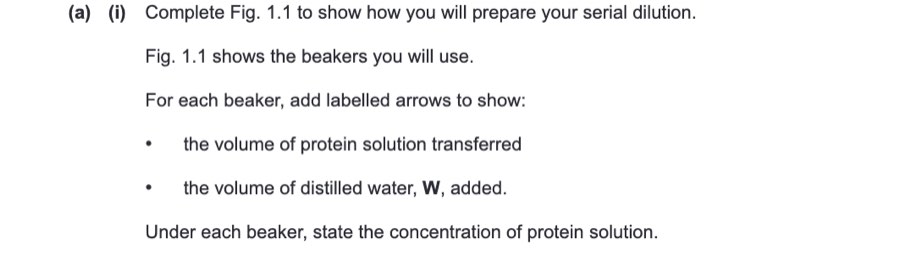 (a) (i) Complete Fig. 1.1 to show how you will prepare your serial dilution.
Fig. 1.1 shows the beakers you will use.
For each beaker, add labelled arrows to show:
• the volume of protein solution transferred
• the volume of distilled water, W, added.
Under each beaker, state the concentration of protein solution.